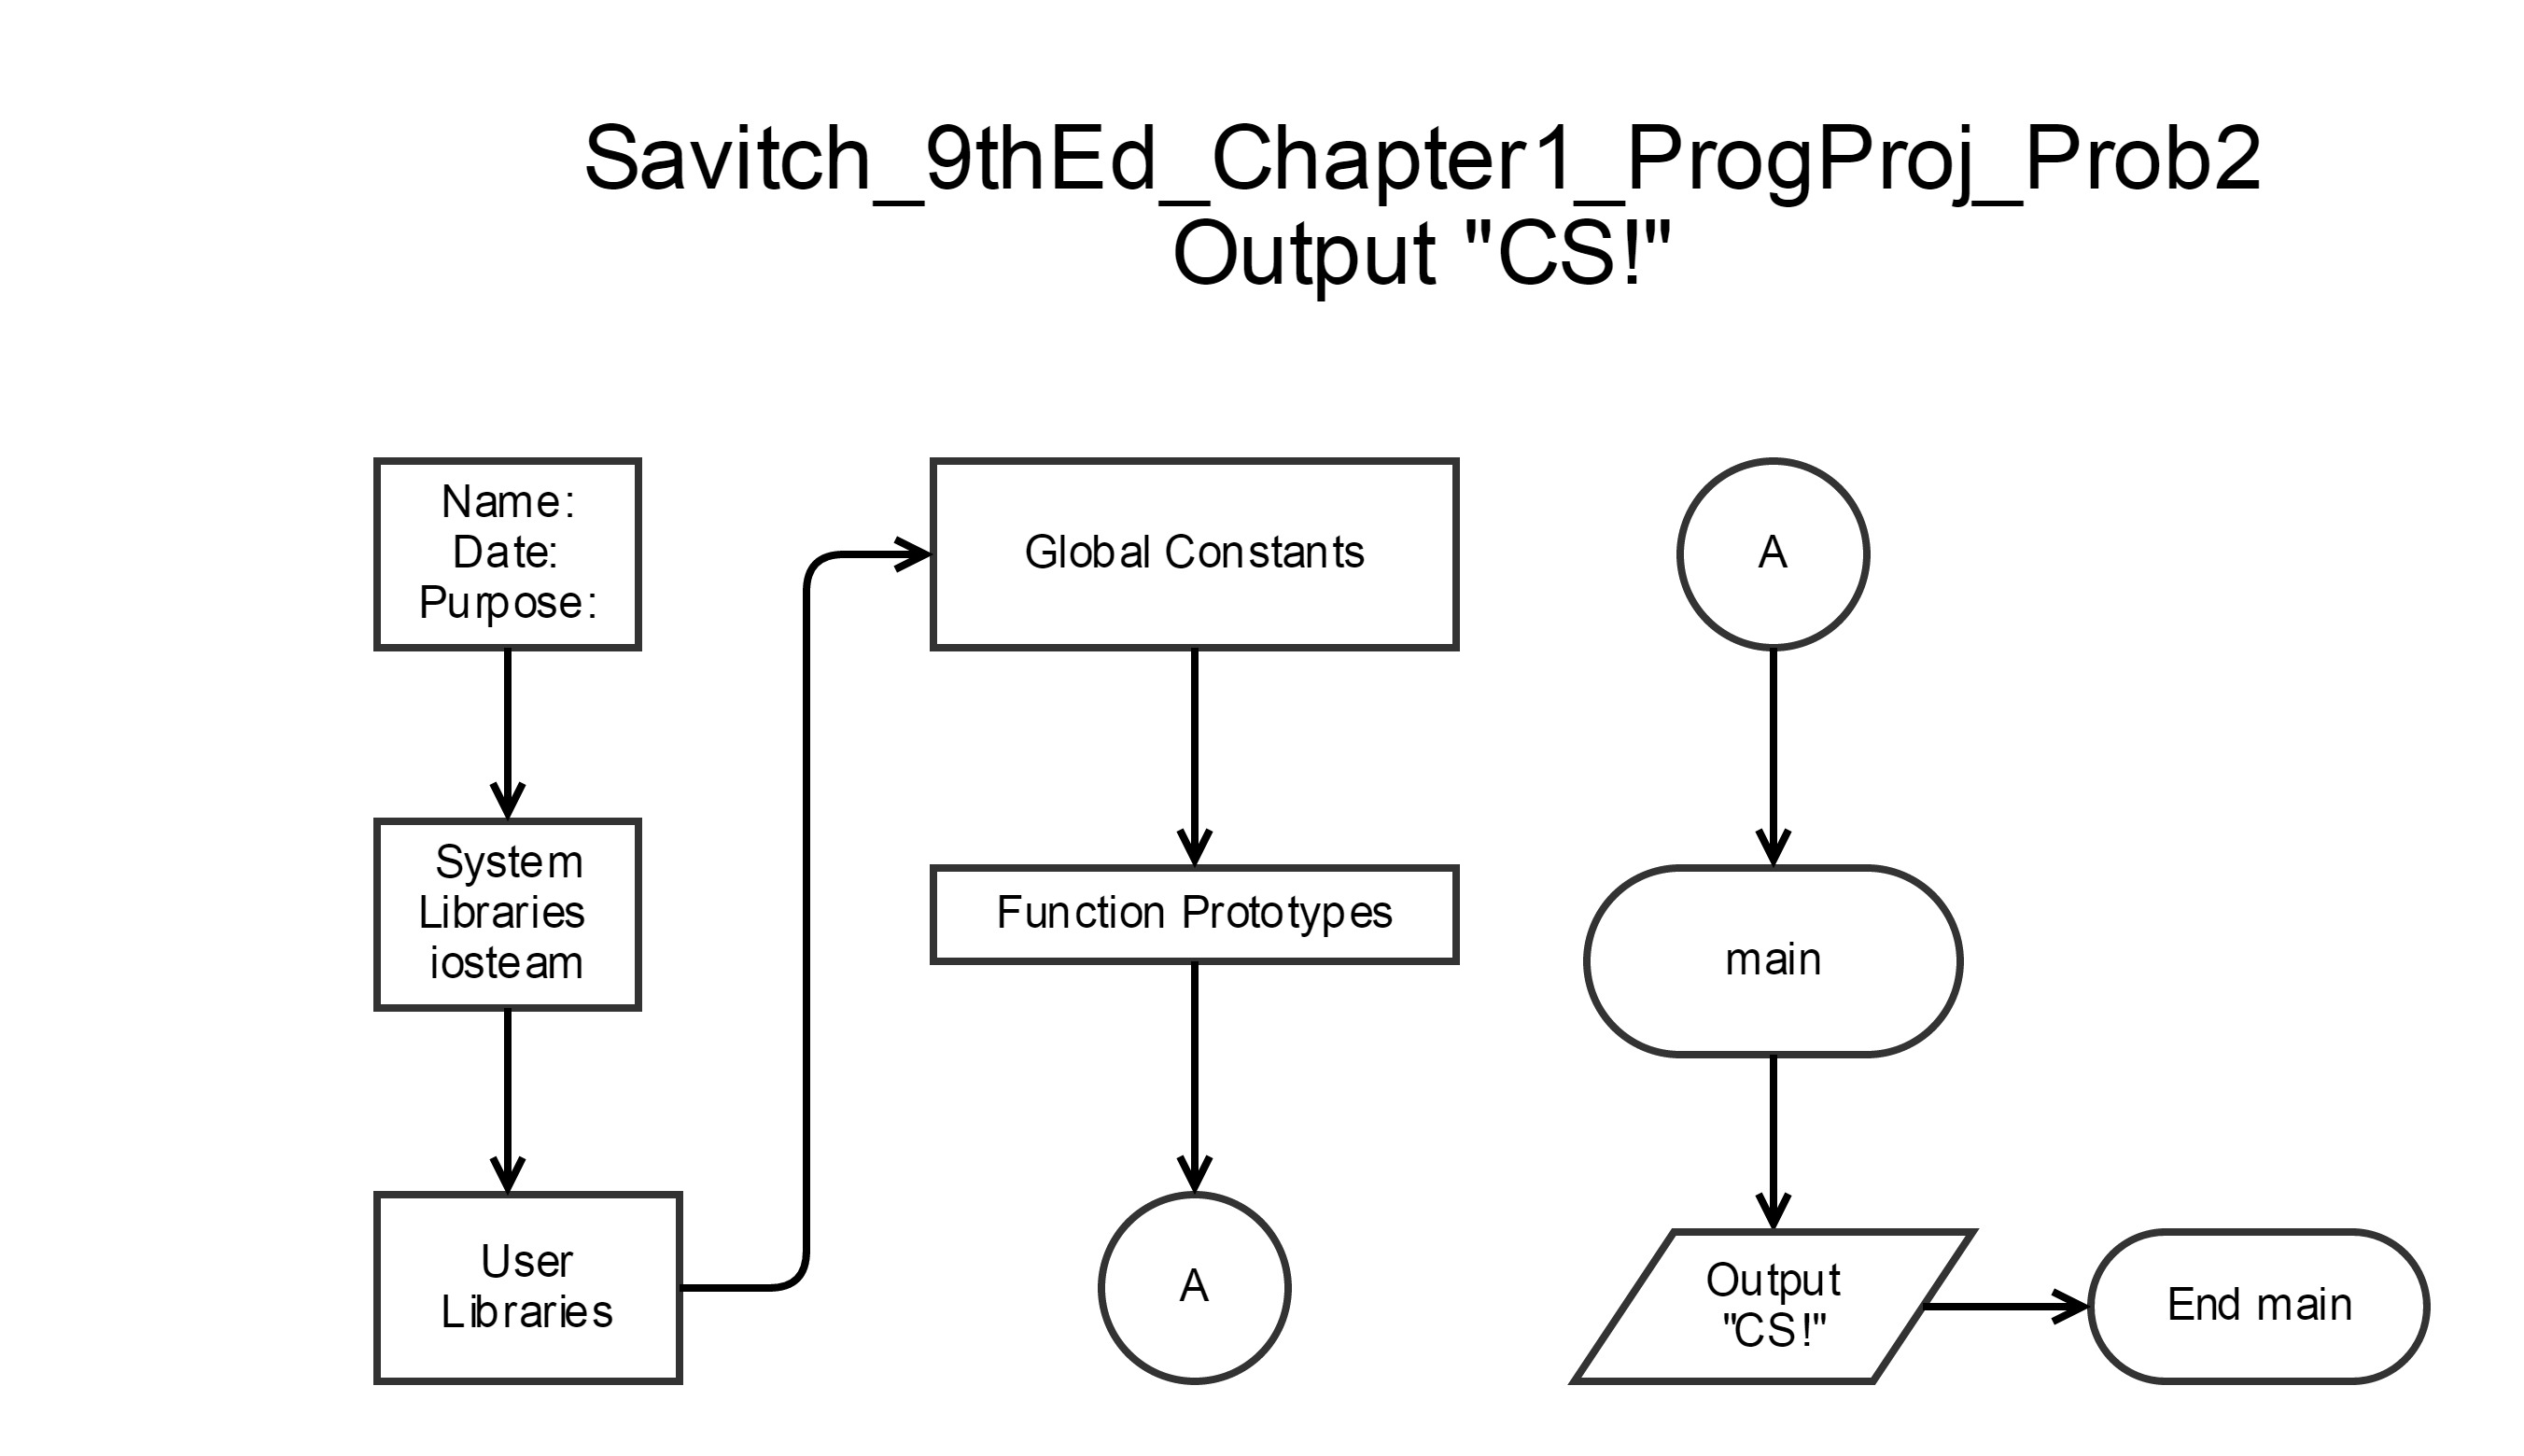 Savitch_9thEd_Chapter1_ProgProj_Prob2
Output "CS!"
Name:
Date:
Purpose:
System
Libraries
iosteam
User
Libraries
Global Constants
Function Prototypes
A
A
main
Output
"CS!"
End main